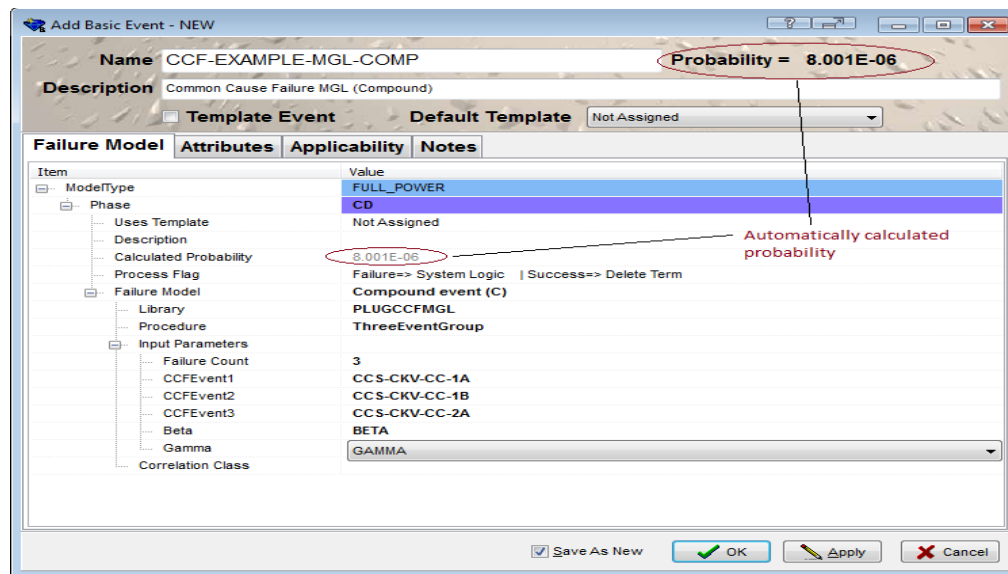 Add Basic Event - NEW
Name CCF-EXAMPLE-MGL-COMP Probability = 8.001E-06
Description Common Cause Failure MGL (Compound)
Template Event Default Template Not Assigned
Failure Model Attributes Applicability Notes
Item Value
ModelType FULL_POWER
Phase CD
Uses Template Not Assigned
Description
Calculated Probability 8.001E-06
Process Flag Failure=> System Logic | Success=> Delete Term
Failure Model Compound event (C)
Library PLUGCCFMGL
Procedure ThreeEventGroup
Input Parameters
Failure Count 3
CCFEvent1 CCS-CKV-CC-1A
CCFEvent2 CCS-CKV-CC-1B
CCFEvent3 CCS-CKV-CC-2A
Beta BETA
Gamma GAMMA
Correlation Class
Automatically calculated
probability
Save As New OK Apply Cancel